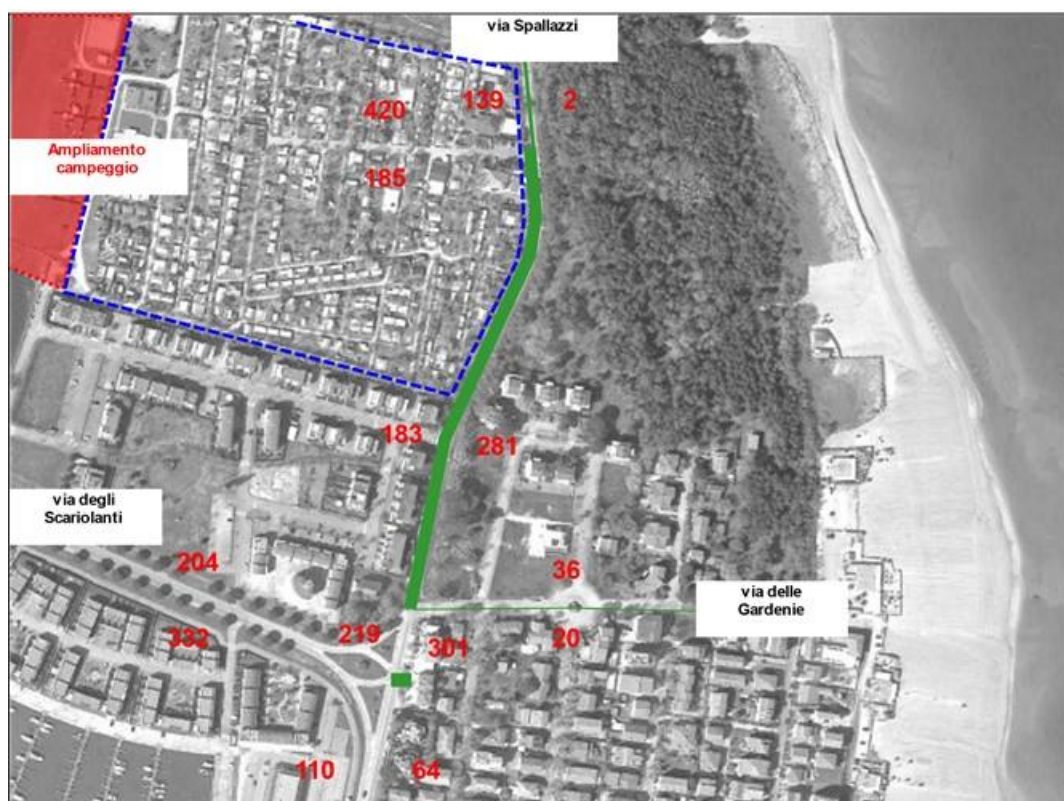 via Spallazzi
420
139
2
Ampliamento
campeggio
185
183
281
via degli
Scariolanti
204
36
via delle
Gardenie
332
219
301
20
110
64